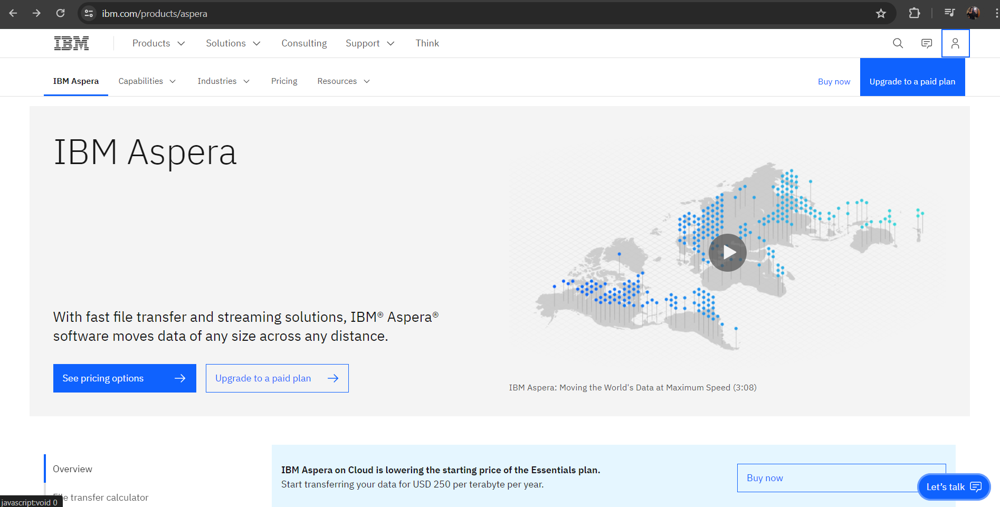 ibm.com/products/aspera
IBM
Products
Solutions
Consulting
Support
Think
IBM Aspera
Capabilities
Industries
Pricing
Resources
Buy now
Upgrade to a paid plan
IBM Aspera
With fast file transfer and streaming solutions, IBM® Aspera®
software moves data of any size across any distance.
See pricing options
Upgrade to a paid plan
IBM Aspera: Moving the World's Data at Maximum Speed (3:08)
Overview
File transfer calculator
IBM Aspera on Cloud is lowering the starting price of the Essentials plan.
Start transferring your data for USD 250 per terabyte per year.
Buy now
Let's talk
javascript:void 0